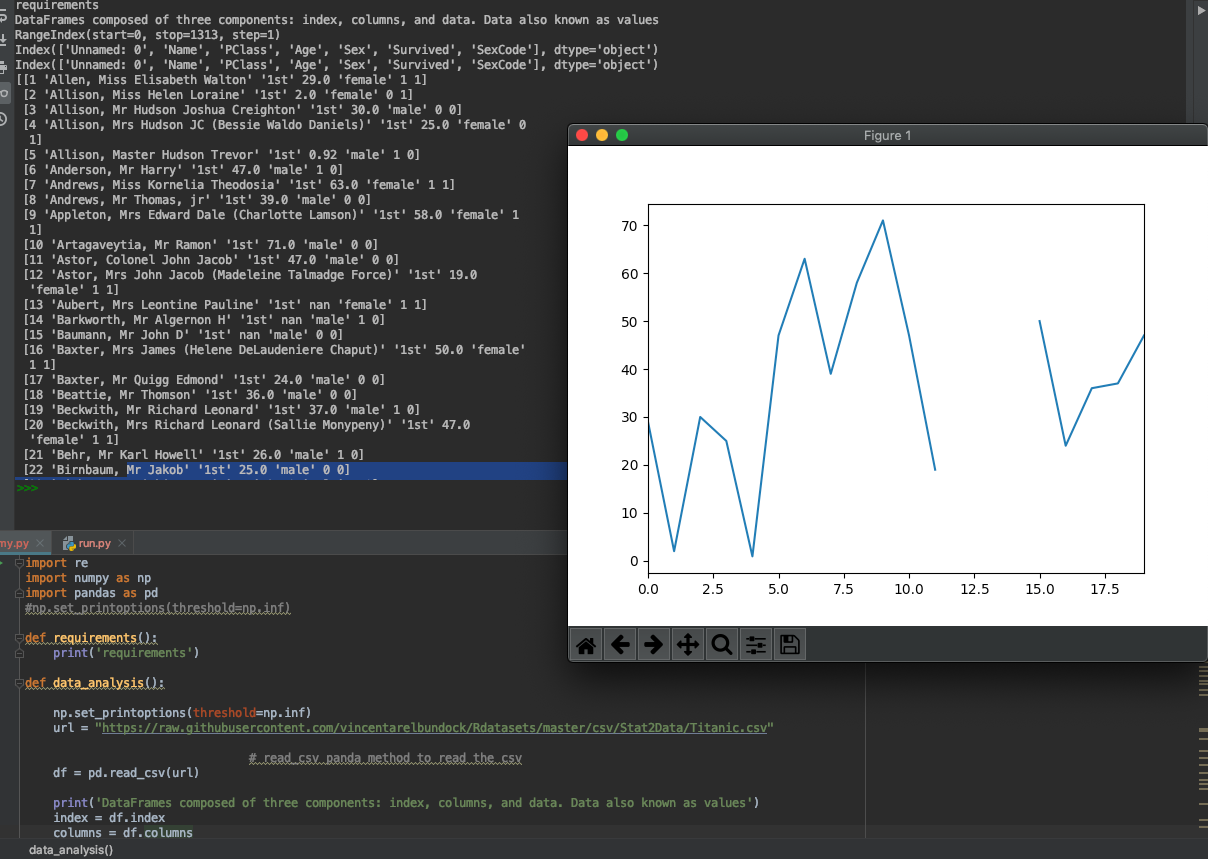 requirements
DataFrames composed of three components: index, columns, and data. Data also known as values
RangeIndex(start=0, stop=1313, step=1)
Index(['Unnamed: 0', 'Name', 'PClass', 'Age', 'Sex', 'Survived', 'SexCode'], dtype='object')
Index(['Unnamed: 0', 'Name', 'PClass', 'Age', 'Sex', 'Survived', 'SexCode'], dtype='object')
[[1 'Allen, Miss Elisabeth Walton' '1st' 29.0 'female' 1 1]
[2 'Allison, Miss Helen Loraine' '1st' 2.0 'female' 0 1]
[3 'Allison, Mr Hudson Joshua Creighton' '1st' 30.0 'male' 0 0]
[4 'Allison, Mrs Hudson JC (Bessie Waldo Daniels)' '1st' 25.0 'female' 0
1]
[5 'Allison, Master Hudson Trevor' '1st' 0.92 'male' 1 0]
[6 'Anderson, Mr Harry' '1st' 47.0 'male' 1 0]
[7 'Andrews, Miss Kornelia Theodosia' '1st' 63.0 'female' 1 1]
[8 'Andrews, Mr Thomas, jr' '1st' 39.0 'male' 0 0]
[9 'Appleton, Mrs Edward Dale (Charlotte Lamson)' '1st' 58.0 'female' 1
1]
[10 'Artagaveytia, Mr Ramon' '1st' 71.0 'male' 0 0]
[11 'Astor, Colonel John Jacob' '1st' 47.0 'male' 0 0]
[12 'Astor, Mrs John Jacob (Madeleine Talmadge Force)' '1st' 19.0
'female' 1 1]
[13 'Aubert, Mrs Leontine Pauline' '1st' nan 'female' 1 1]
[14 'Barkworth, Mr Algernon H' '1st' nan 'male' 1 0]
[15 'Baumann, Mr John D' '1st' nan 'male' 0 0]
[16 'Baxter, Mrs James (Helene DeLaudeniere Chaput)' '1st' 50.0 'female'
1 1]
[17 'Baxter, Mr Quigg Edmond' '1st' 24.0 'male' 0 0]
[18 'Beattie, Mr Thomson' '1st' 36.0 'male' 0 0]
[19 'Beckwith, Mr Richard Leonard' '1st' 37.0 'male' 1 0]
[20 'Beckwith, Mrs Richard Leonard (Sallie Monypeny)' '1st' 47.0
'female' 1 1]
[21 'Behr, Mr Karl Howell' '1st' 26.0 'male' 1 0]
[22 'Birnbaum, Mr Jakob' '1st' 25.0 'male' 0 0]
>>>
Figure 1
70
60
50
40
30
20
10
0
0.0 2.5 5.0 7.5 10.0 12.5 15.0 17.5
my.py run.py
import re
import numpy as np
import pandas as pd
#np.set_printoptions(threshold=np.inf)
def requirements():
print('requirements')
def data_analysis():
np.set_printoptions(threshold=np.inf)
url = "https://raw.githubusercontent.com/vincentarelbundock/Rdatasets/master/csv/Stat2Data/Titanic.csv"
# read_csv panda method to read the csv
df = pd.read_csv(url)
print('DataFrames composed of three components: index, columns, and data. Data also known as values')
index = df.index
columns = df.columns
data_analysis()